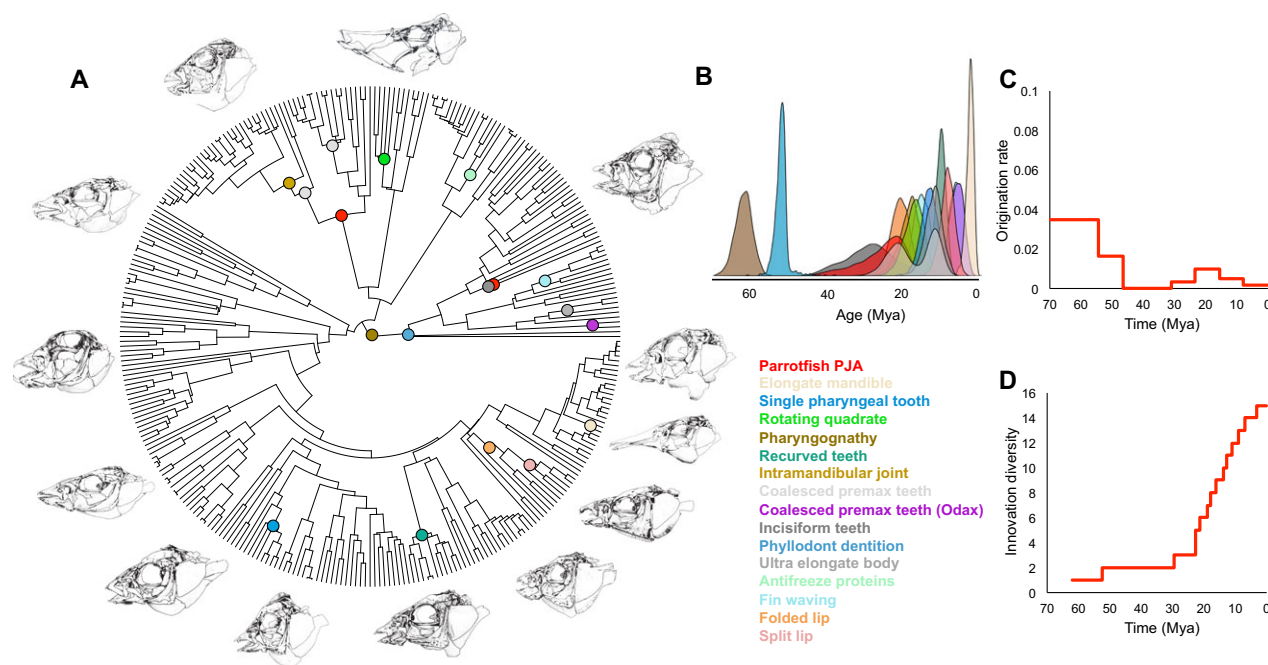 A
B
60
40
20
0
Age (Mya)
C
Origination rate
0.1
0.08
0.06
0.04
0.02
0
70
60
50
40
30
20
10
0
Time (Mya)
Parrotfish PJA
Elongate mandible
Single pharyngeal tooth
Rotating quadrate
Pharyngognathy
Recurved teeth
Intramandibular joint
Coalesced premax teeth
Coalesced premax teeth (Odax)
Incisiform teeth
Phyllodont dentition
Ultra elongate body
Antifreeze proteins
Fin waving
Folded lip
Split lip
D
Innovation diversity
16
14
12
10
8
6
4
2
0
70
60
50
40
30
20
10
0
Time (Mya)